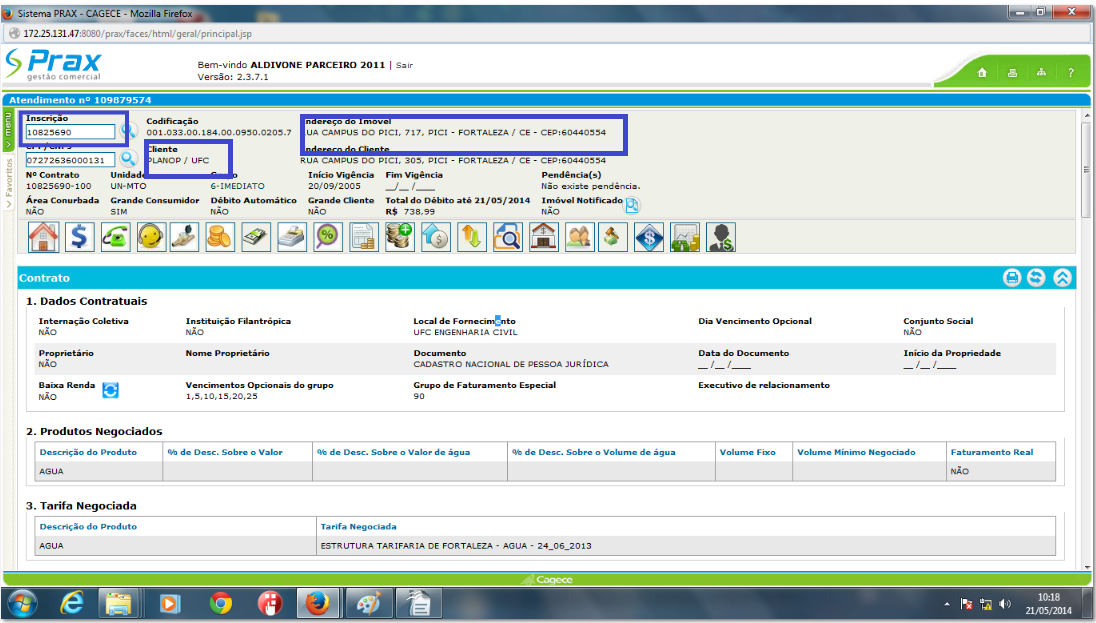 Sistema PRAX - CAGECE - Mozilla Firefox
172.25.131.47:8080/prax/faces/html/geral/principal.jsp
Prax
gestão comercial
Bem-vindo ALDIVONE PARCEIRO 2011 | Sair
Versão: 2.3.7.1
?
Atendimento nº 109879574
menu
Favoritos
Inscrição Codificação Endereço do Imóvel
10825690 001.033.00.184.00.0950.0205.7 RUA CAMPUS DO PICI, 717, PICI - FORTALEZA / CE - CEP:60440554
Cliente Endereço do Cliente
07272636000131 PLANOP / UFC RUA CAMPUS DO PICI, 305, PICI - FORTALEZA / CE - CEP:60440554
Nº Contrato Unidade Início Vigência Fim Vigência Pendência(s)
10825690-100 UN-MTO 6-IMEDIATO 20/09/2005 __/__/____ Não existe pendência.
Área Conurbada Grande Consumidor Débito Automático Grande Cliente Total do Débito até 21/05/2014 Imóvel Notificado
NÃO SIM NÃO NÃO R$ 738,99 NÃO
Contrato
1. Dados Contratuais
Internação Coletiva Instituição Filantrópica Local de Fornecimento Dia Vencimento Opcional Conjunto Social
NÃO NÃO UFC ENGENHARIA CIVIL NÃO
Proprietário Nome Proprietário Documento Data do Documento Início da Propriedade
NÃO CADASTRO NACIONAL DE PESSOA JURÍDICA __/__/____ __/__/____
Baixa Renda Vencimentos Opcionais do grupo Grupo de Faturamento Especial Executivo de relacionamento
NÃO 1,5,10,15,20,25 90
2. Produtos Negociados
Descrição do Produto % de Desc. Sobre o Valor % de Desc. Sobre o Valor de água % de Desc. Sobre o Volume de água Volume Fixo Volume Mínimo Negociado Faturamento Real
AGUA NÃO
3. Tarifa Negociada
Descrição do Produto Tarifa Negociada
AGUA ESTRUTURA TARIFARIA DE FORTALEZA - AGUA - 24_06_2013
Cagece
10:18
21/05/2014